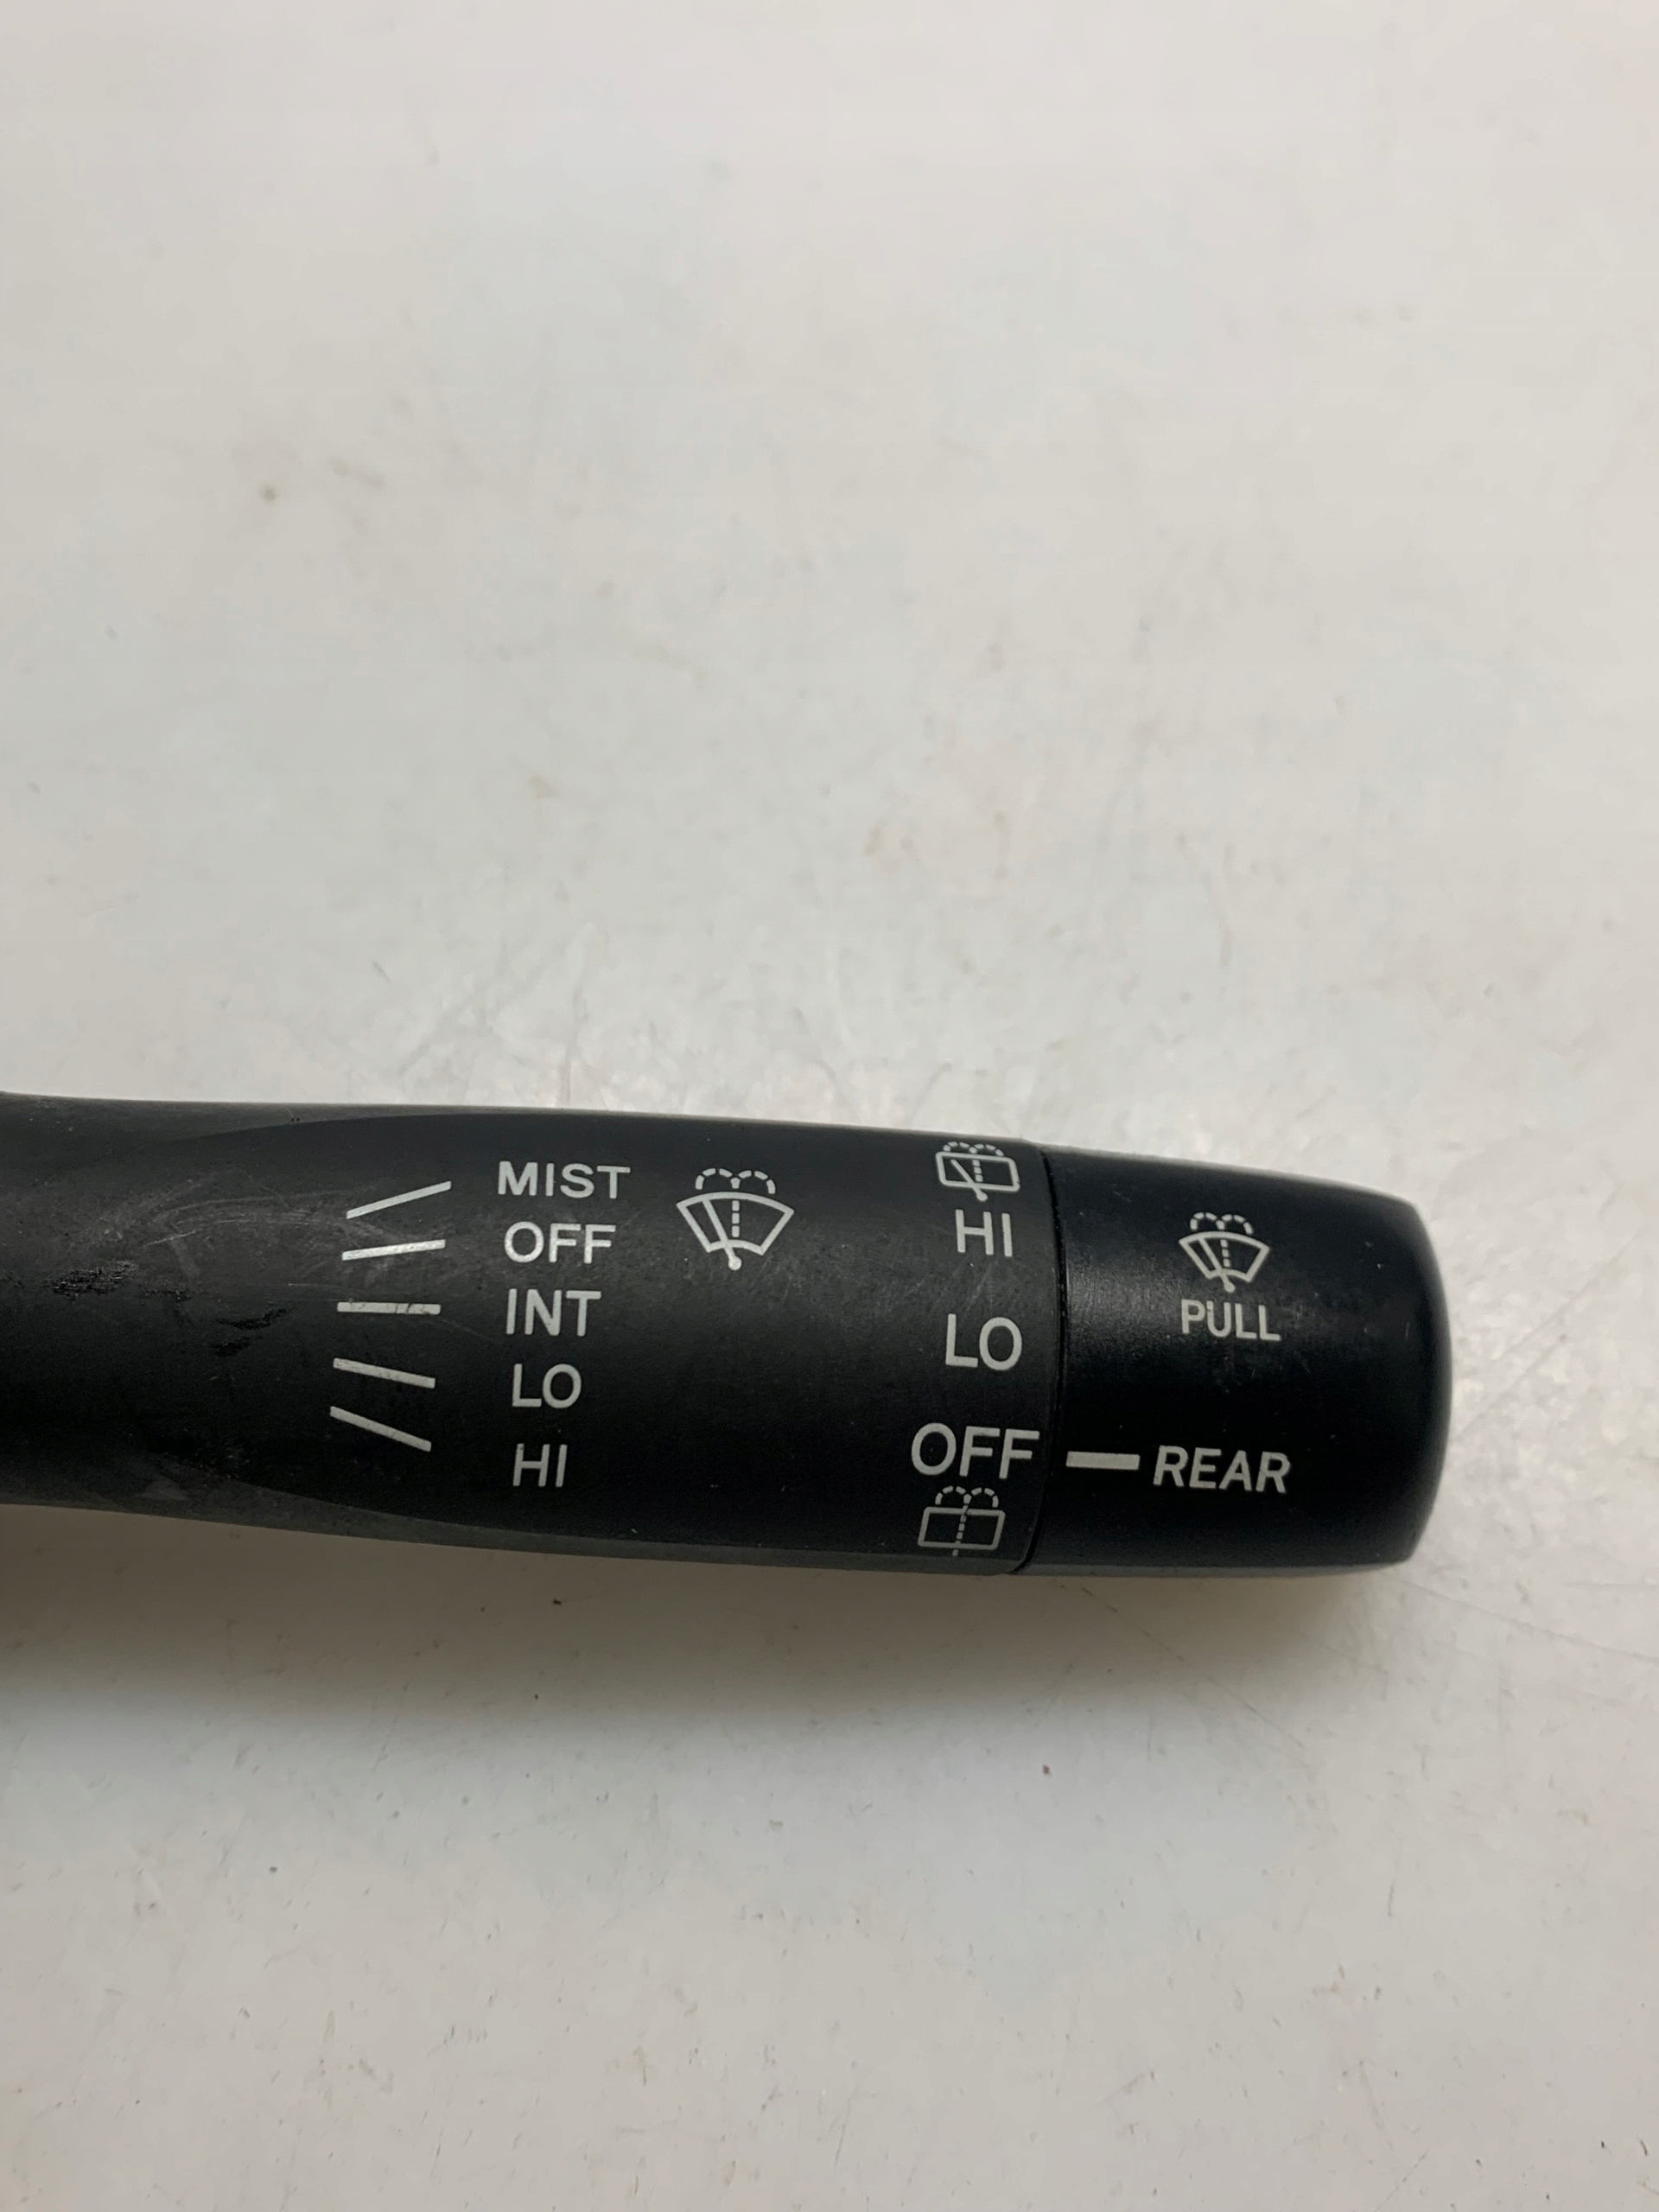 MIST
OFF
INT
LO
HI
HI
LO
OFF
PULL
REAR